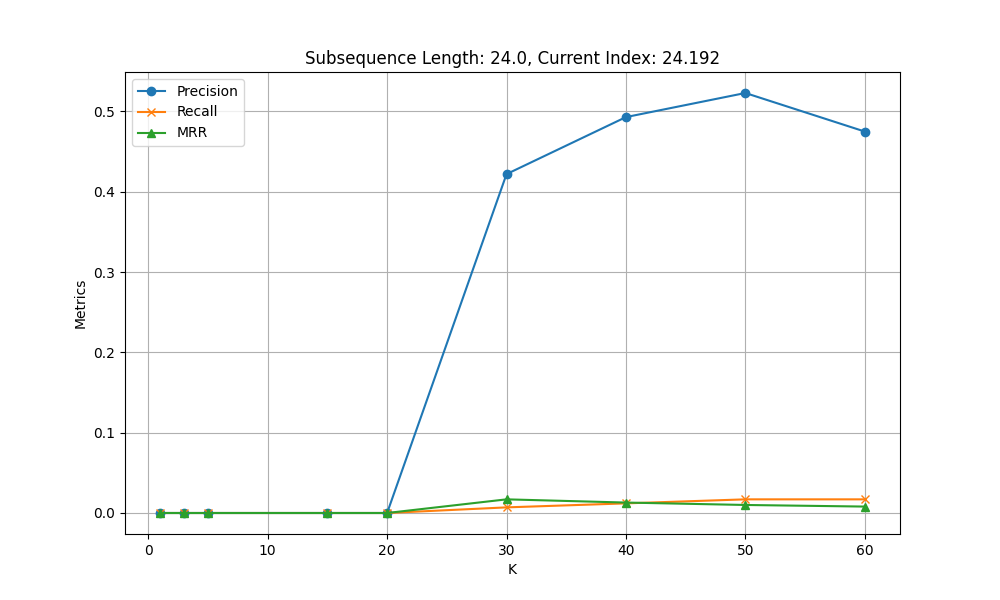 Subsequence Length: 24.0, Current Index: 24.192
Precision
Recall
MRR
Metrics
0.5
0.4
0.3
0.2
0.1
0.0
0 10 20 30 40 50 60
K